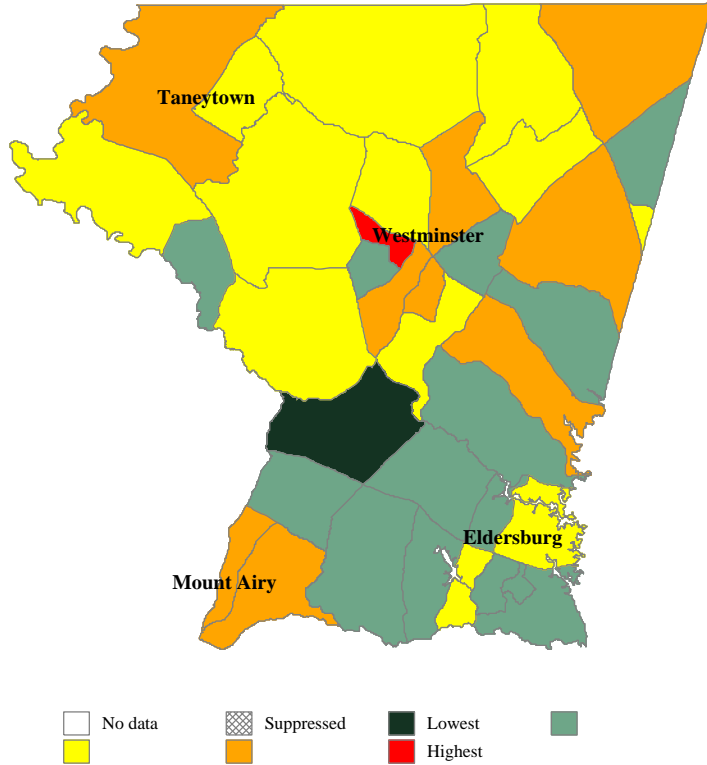 Taneytown
Westminster
Eldersburg
Mount Airy
No data
Suppressed
Lowest
Highest